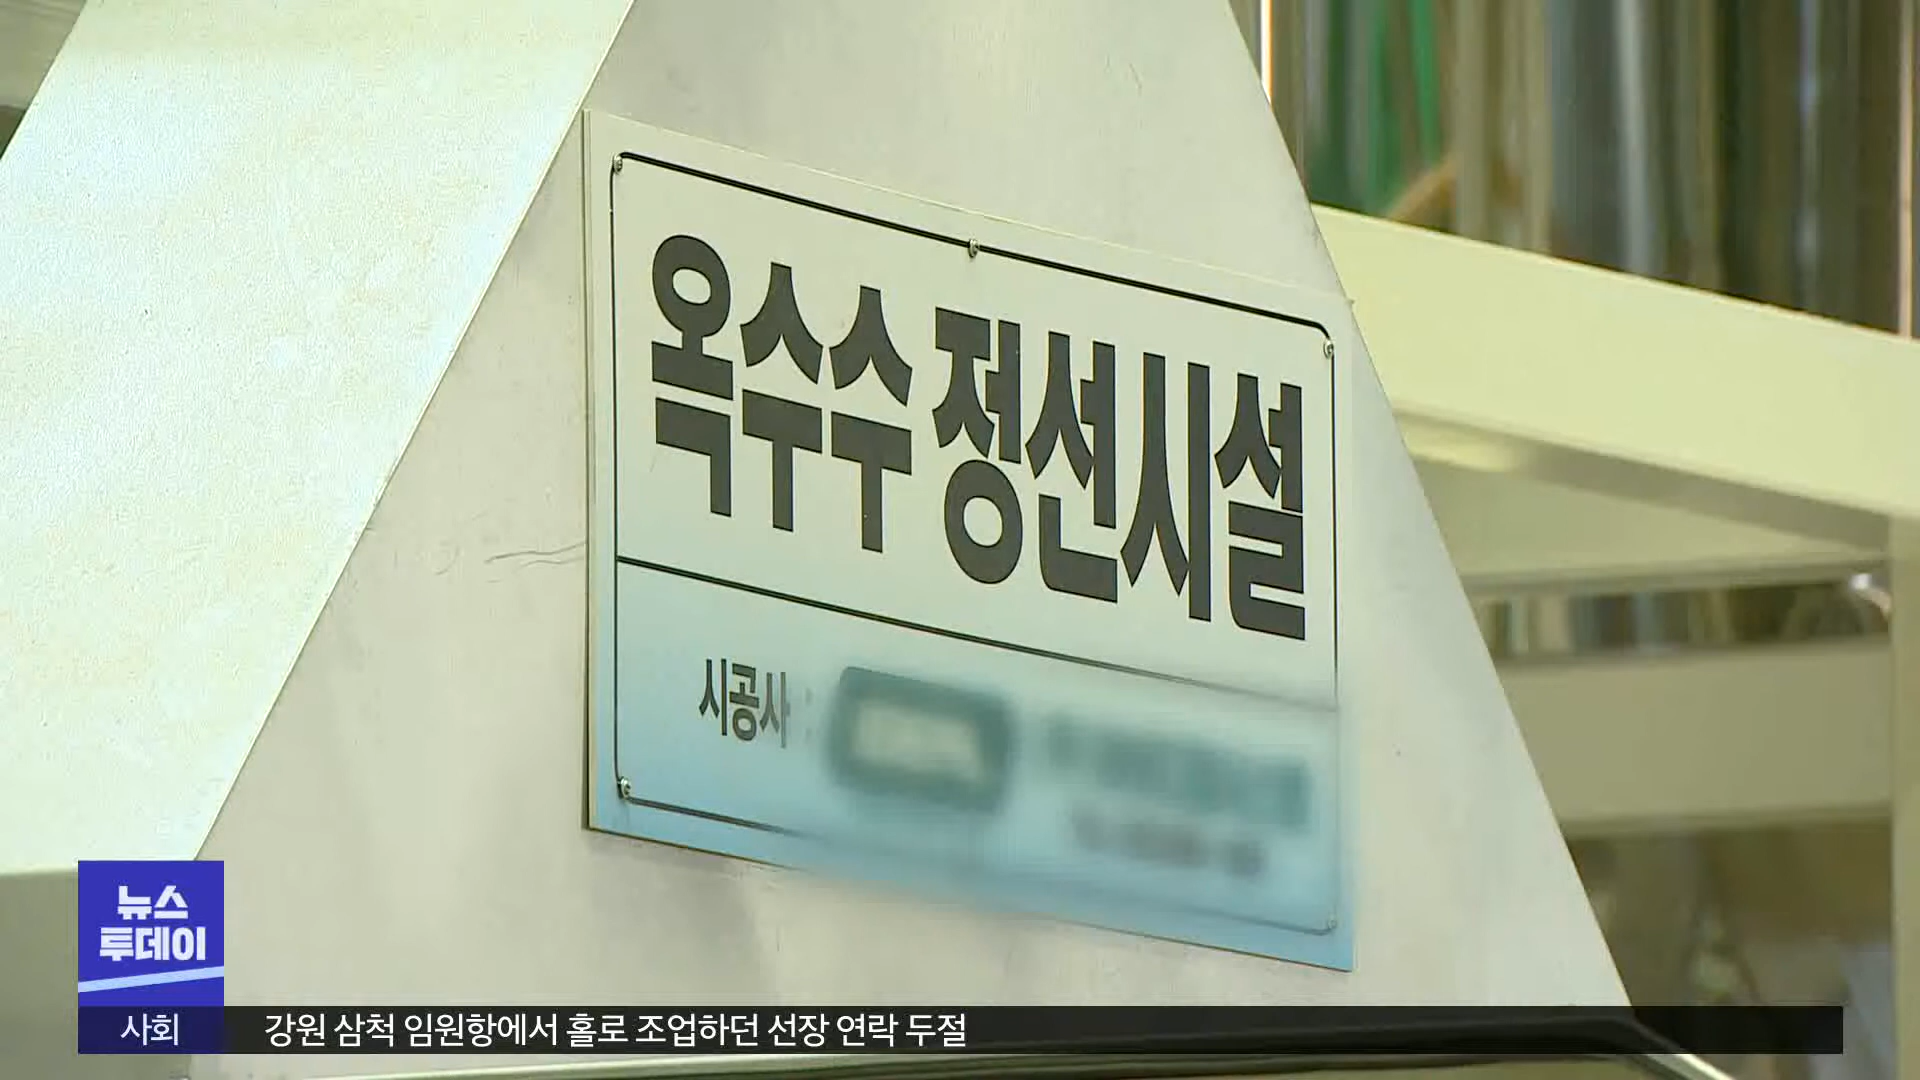 옥수수 정선시설
시공사 :
뉴스
투데이
사회
강원 삼척 임원항에서 홀로 조업하던 선장 연락 두절